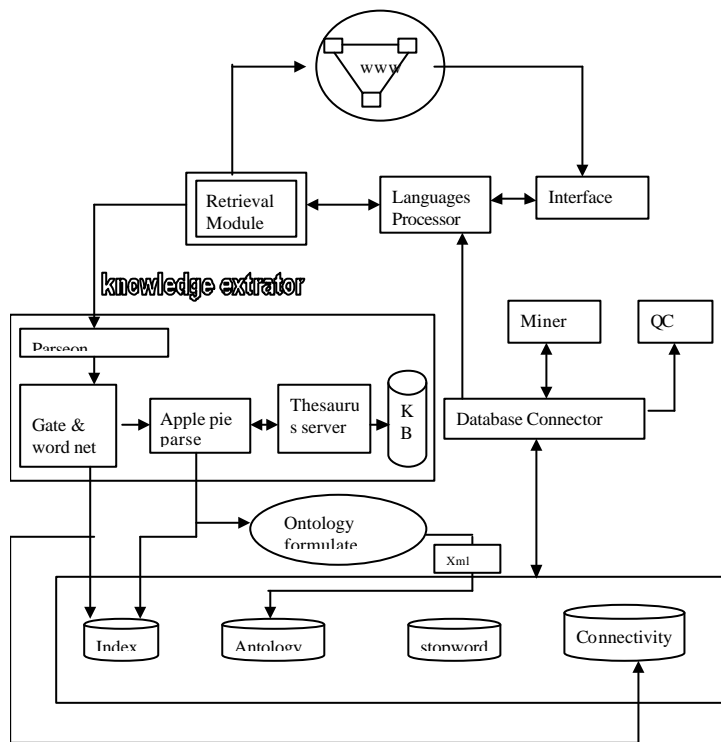 www
Retrieval
Module
Languages
Processor
Interface
knowledge extrator
Parseon
Miner
QC
Gate &
word net
Apple pie
parse
Thesauru
s server
K
B
Database Connector
Ontology
formulate
Xml
Index
Antology
stopword
Connectivity